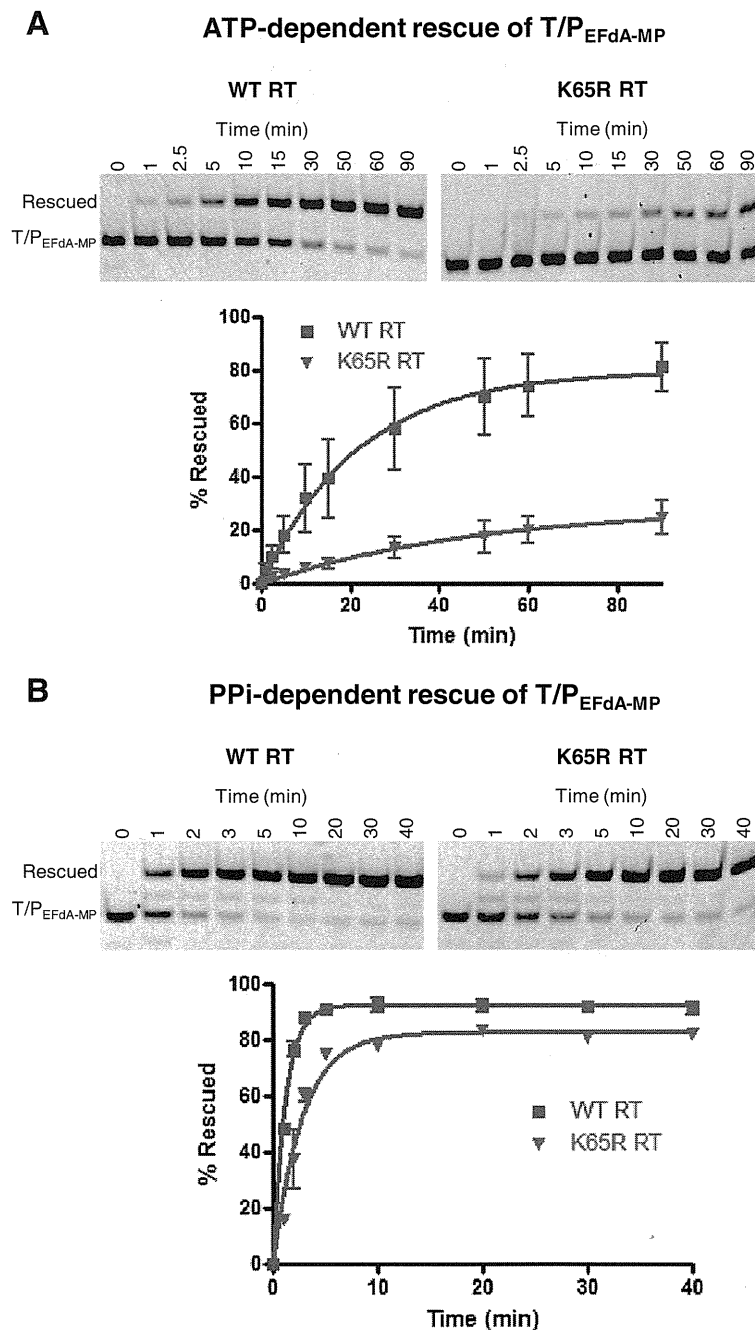 A
ATP-dependent rescue of T/P EFdA-MP
WT RT
K65R RT
Time (min)
Time (min)
0 1 2.5 5 10 15 30 50 60 90
0 1 2.5 5 10 15 30 50 60 90
Rescued
T/P EFdA-MP
100
80
60
40
20
0
% Rescued
WT RT
K65R RT
0 20 40 60 80
Time (min)
B
PPi-dependent rescue of T/P EFdA-MP
WT RT
K65R RT
Time (min)
Time (min)
0 1 2 3 5 10 20 30 40
0 1 2 3 5 10 20 30 40
Rescued
T/P EFdA-MP
100
80
60
40
20
0
% Rescued
WT RT
K65R RT
0 10 20 30 40
Time (min)